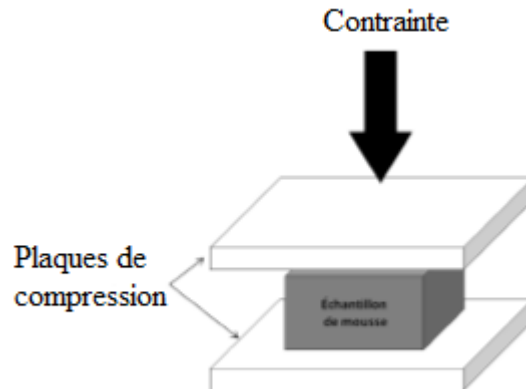 Contrainte
Plaques de
compression
Échantillon
de mousse